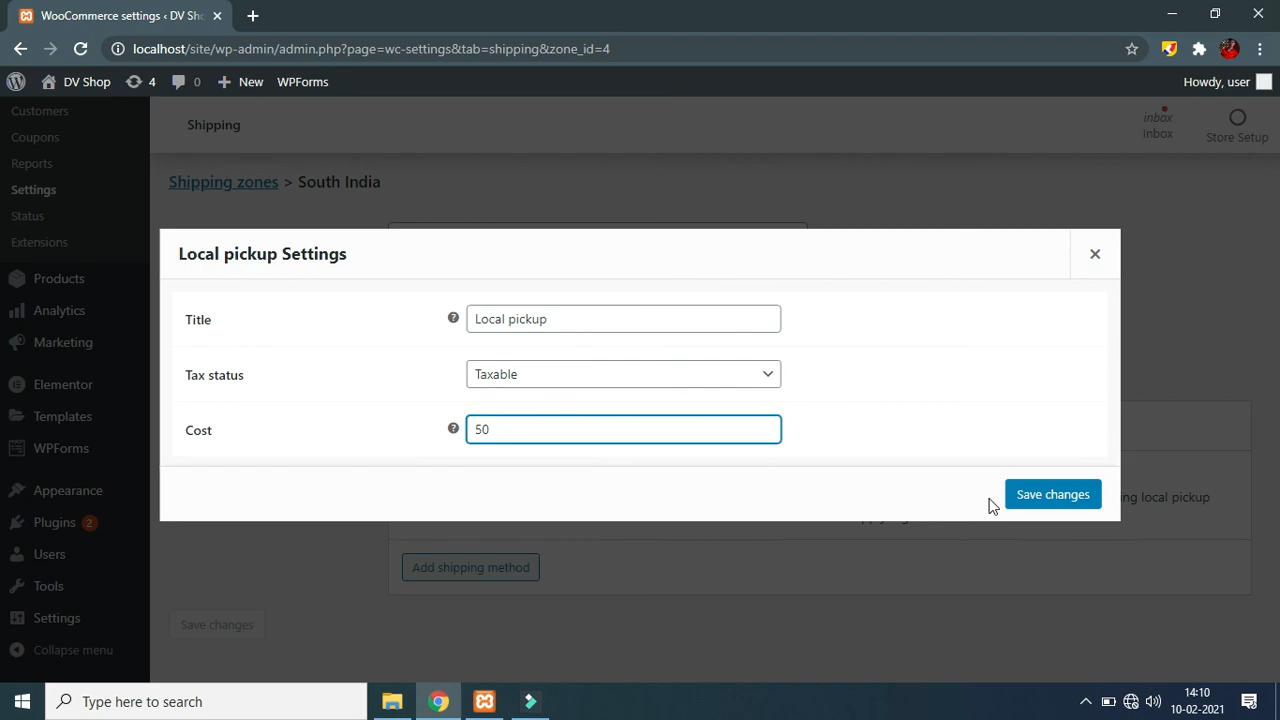 WooCommerce settings ‹ DV Sho
localhost/site/wp-admin/admin.php?page=wc-settings&tab=shipping&zone_id=4
DV Shop 4 0 New WPForms Howdy, user
Customers
Coupons
Reports
Settings
Status
Extensions
Products
Analytics
Marketing
Elementor
Templates
WPForms
Appearance
Plugins 2
Users
Tools
Settings
Collapse menu
Shipping
inbox
Inbox
Store Setup
Shipping zones > South India
Local pickup Settings
Title
Local pickup
Tax status
Taxable
Cost
50
Save changes
local pickup
Add shipping method
Save changes
Type here to search
14:10
10-02-2021